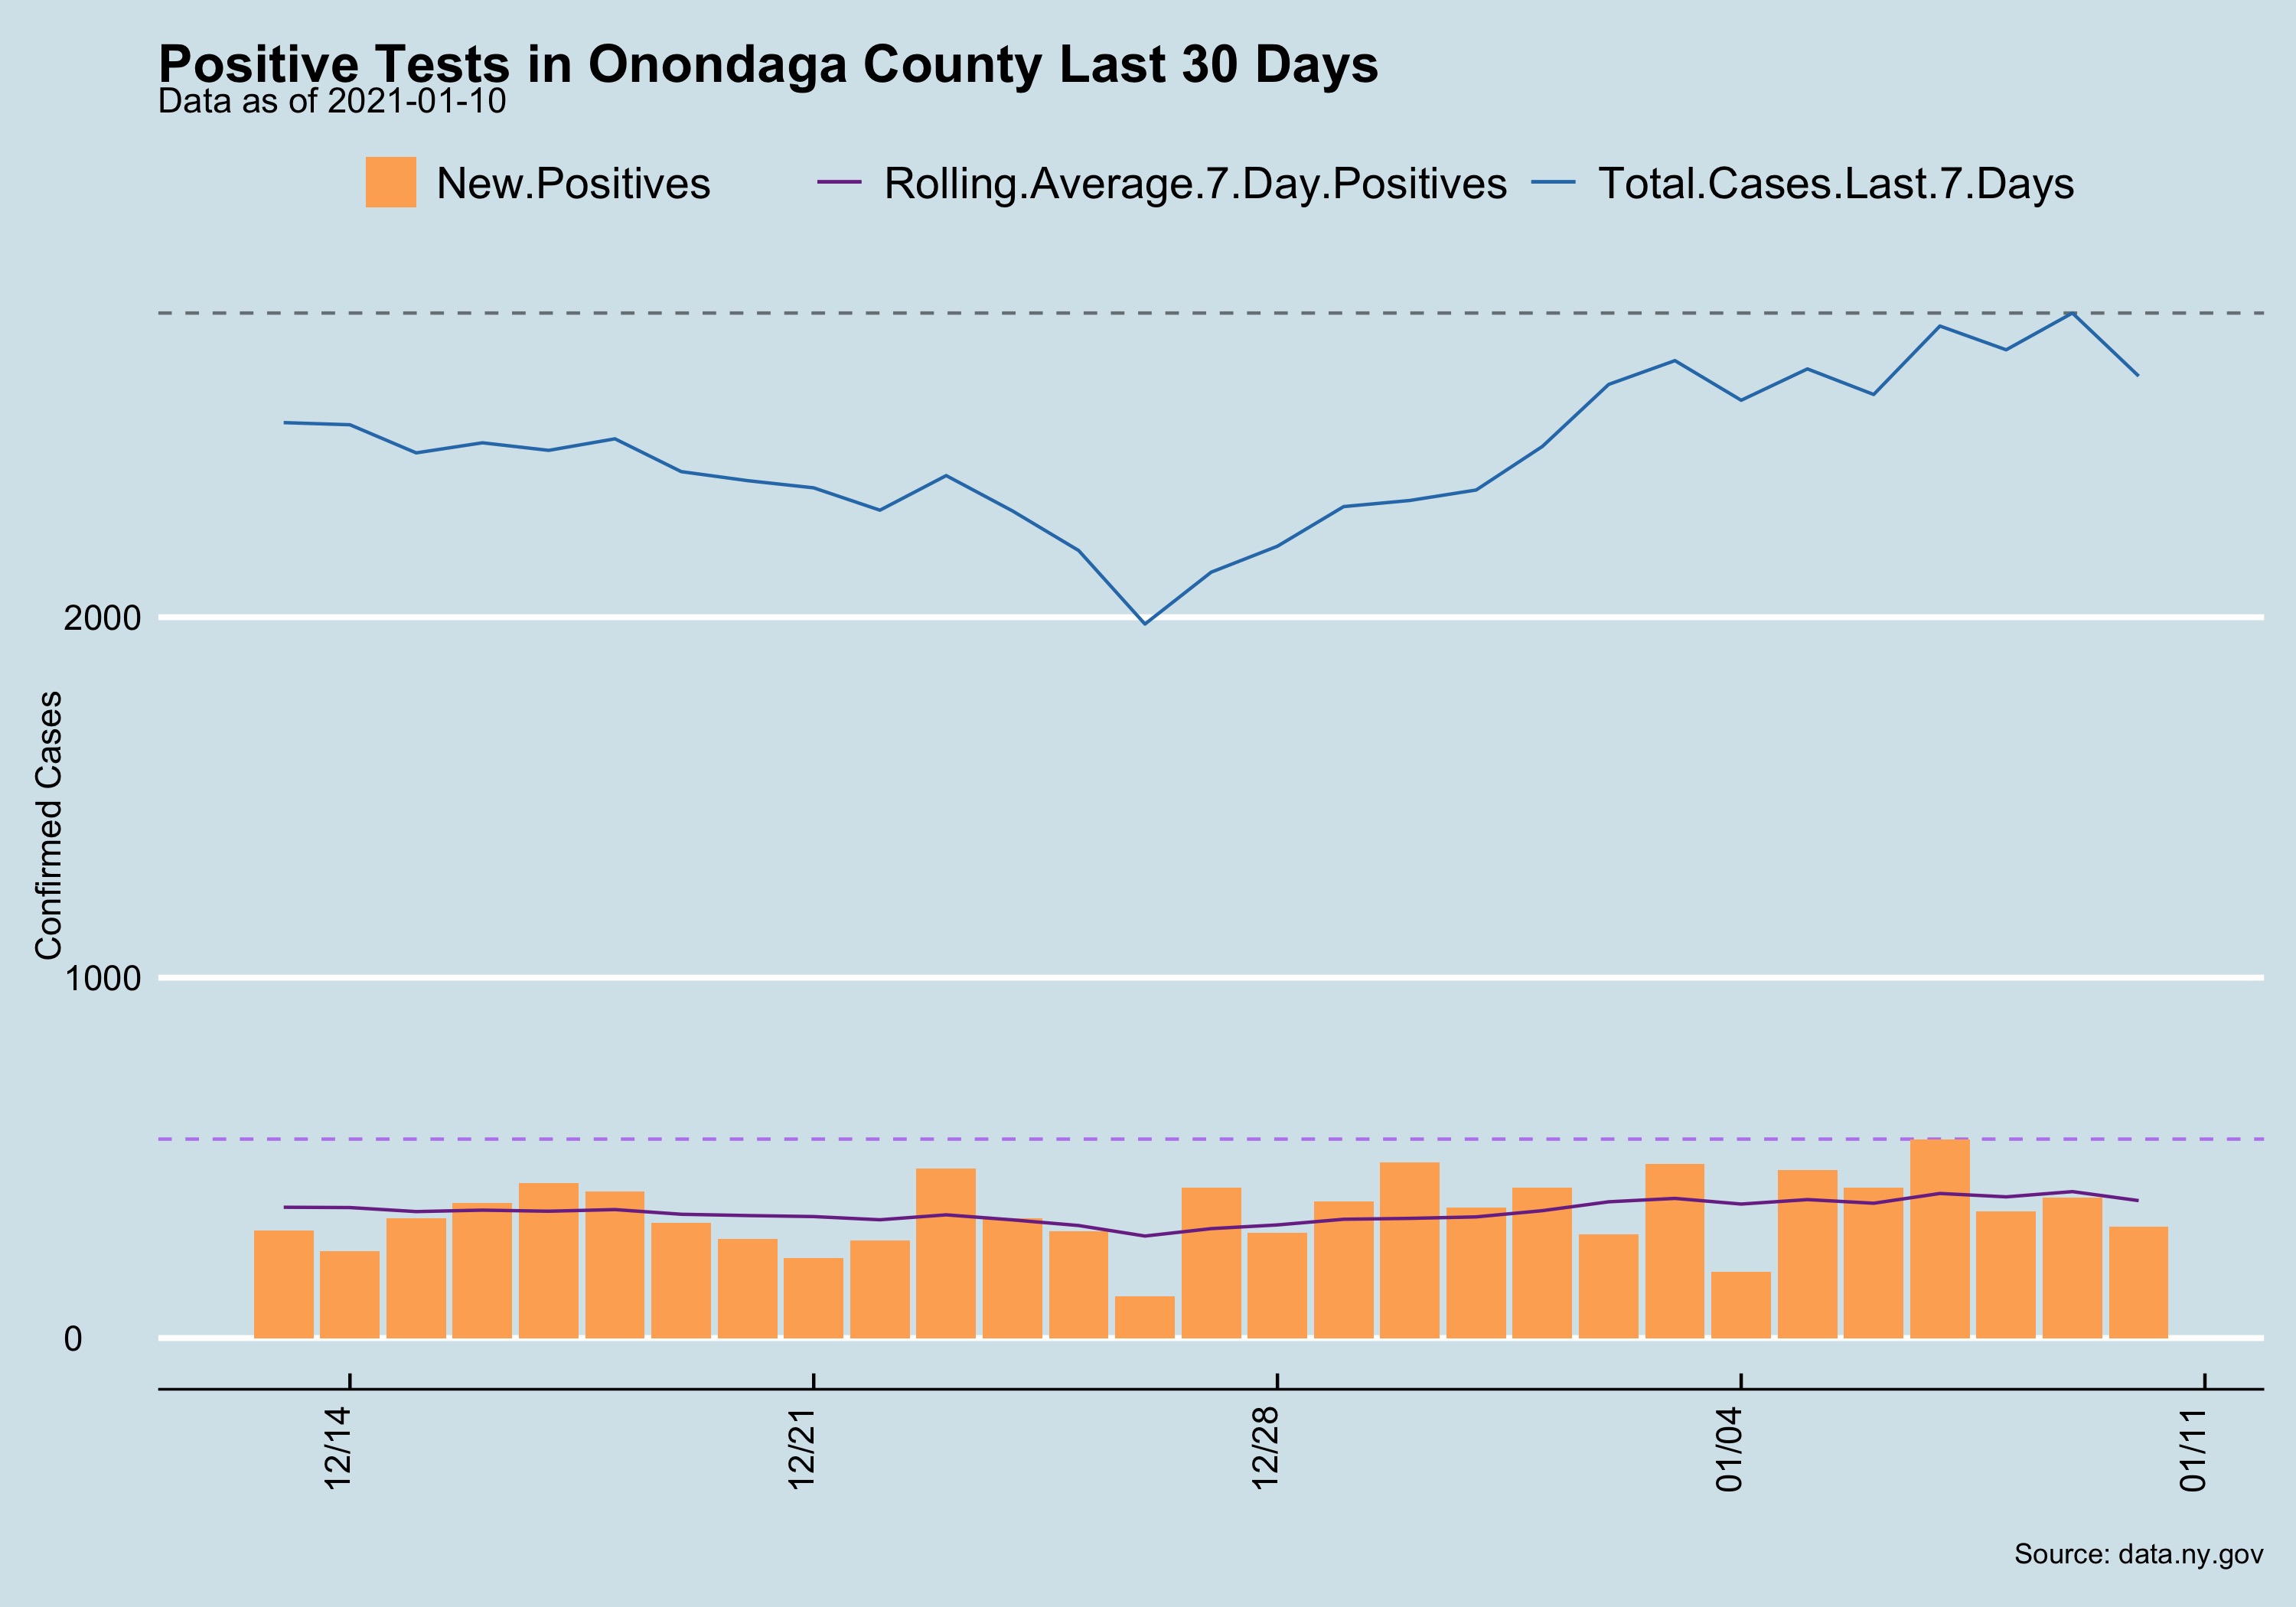 Positive Tests in Onondaga County Last 30 Days
Data as of 2021-01-10
New.Positives
Rolling.Average.7.Day.Positives
Total.Cases.Last.7.Days
Confirmed Cases
2000
1000
0
12/14
12/21
12/28
01/04
01/11
Source: data.ny.gov